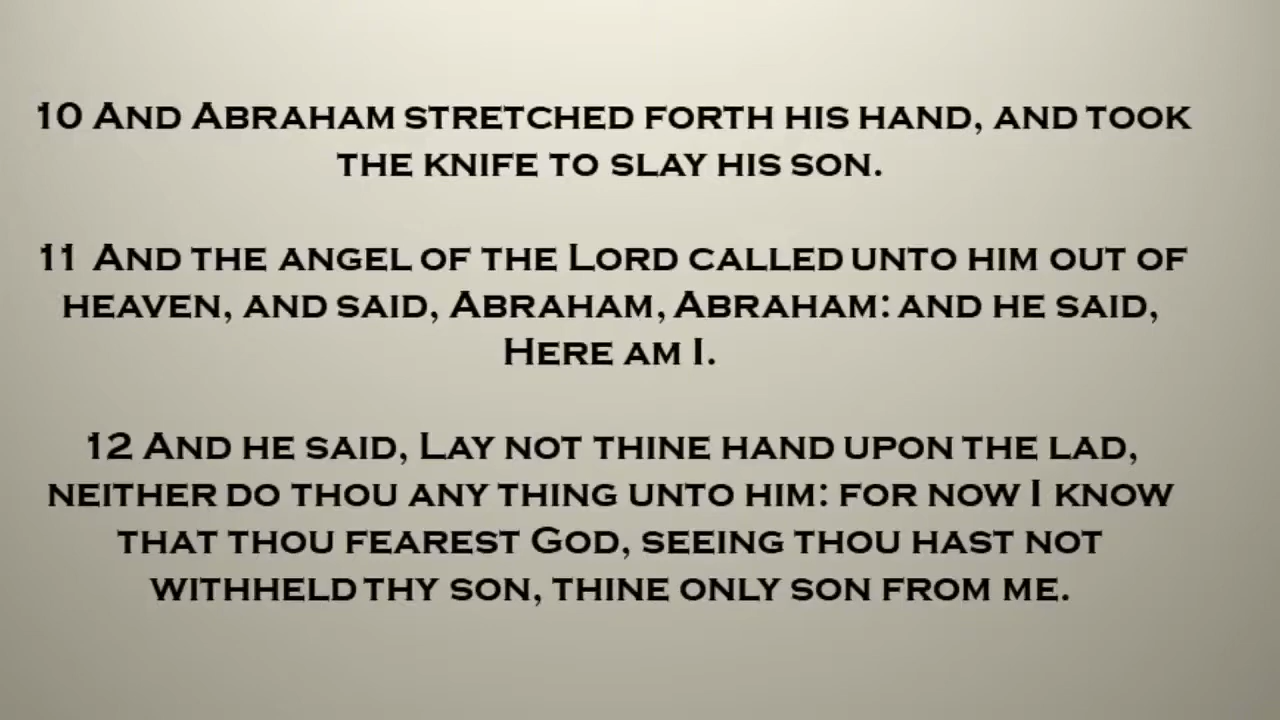 10 And Abraham stretched forth his hand, and took
the knife to slay his son.
11 And the angel of the Lord called unto him out of
heaven, and said, Abraham, Abraham: and he said,
Here am I.
12 And he said, Lay not thine hand upon the lad,
neither do thou any thing unto him: for now I know
that thou fearest God, seeing thou hast not
withheld thy son, thine only son from me.